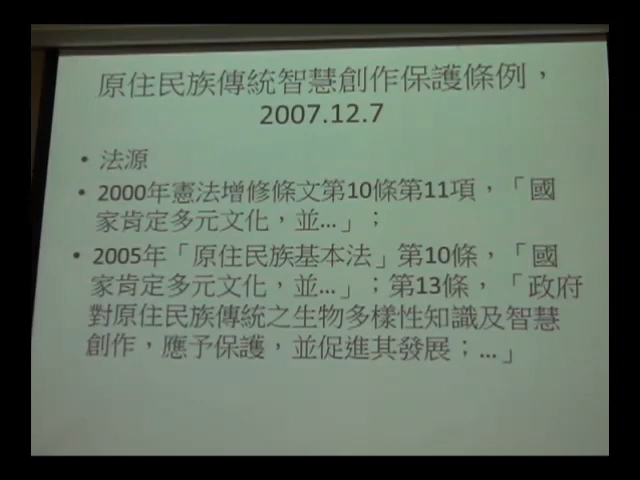 原住民族傳統智慧創作保護條例，
2007.12.7
• 法源
• 2000年憲法增修條文第10條第11項，「國
家肯定多元文化，並…」；
• 2005年「原住民族基本法」第10條，「國
家肯定多元文化，並…」；第13條，「政府
對原住民族傳統之生物多樣性知識及智慧
創作，應予保護，並促進其發展；…」